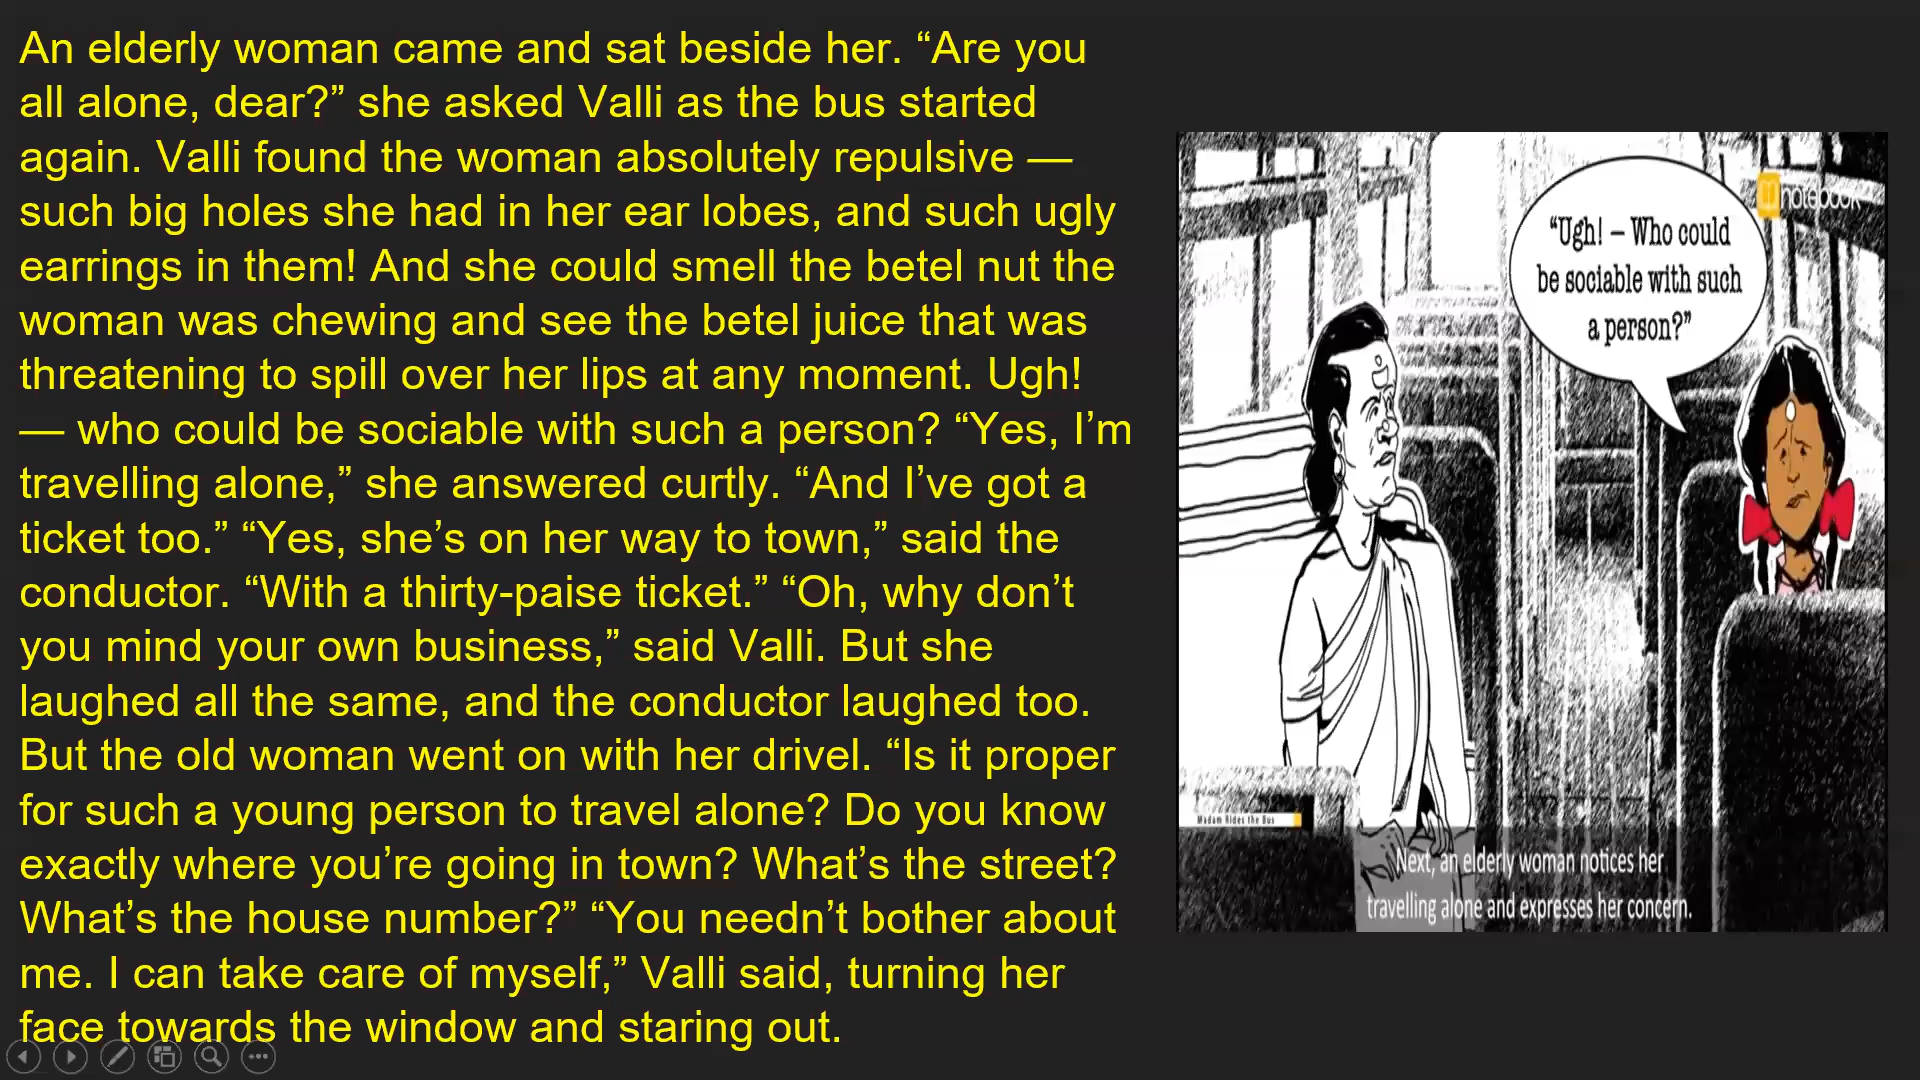 An elderly woman came and sat beside her. “Are you
all alone, dear?” she asked Valli as the bus started
again. Valli found the woman absolutely repulsive —
such big holes she had in her ear lobes, and such ugly
earrings in them! And she could smell the betel nut the
woman was chewing and see the betel juice that was
threatening to spill over her lips at any moment. Ugh!
— who could be sociable with such a person? “Yes, I’m
travelling alone,” she answered curtly. “And I’ve got a
ticket too.” “Yes, she’s on her way to town,” said the
conductor. “With a thirty-paise ticket.” “Oh, why don’t
you mind your own business,” said Valli. But she
laughed all the same, and the conductor laughed too.
But the old woman went on with her drivel. “Is it proper
for such a young person to travel alone? Do you know
exactly where you’re going in town? What’s the street?
What’s the house number?” “You needn’t bother about
me. I can take care of myself,” Valli said, turning her
face towards the window and staring out.
notebook
“Ugh! – Who could
be sociable with such
a person?”
Madam Rides the Bus
Next, an elderly woman notices her
travelling alone and expresses her concern.